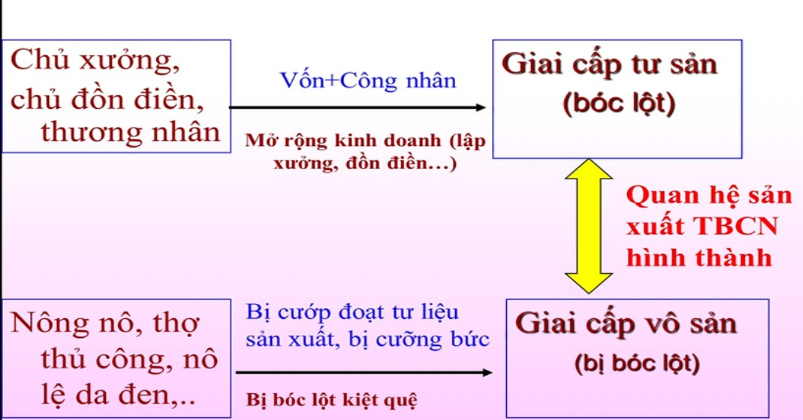 Chủ xưởng,
chủ đồn điền,
thương nhân
Vốn+Công nhân
Mở rộng kinh doanh (lập
xưởng, đồn điền...)
Giai cấp tư sản
(bóc lột)
Quan hệ sản
xuất TBCN
hình thành
Nông nô, thợ
thủ công, nô
lệ da đen,..
Bị cướp đoạt tư liệu
sản xuất, bị cưỡng bức
Bị bóc lột kiệt quệ
Giai cấp vô sản
(bị bóc lột)